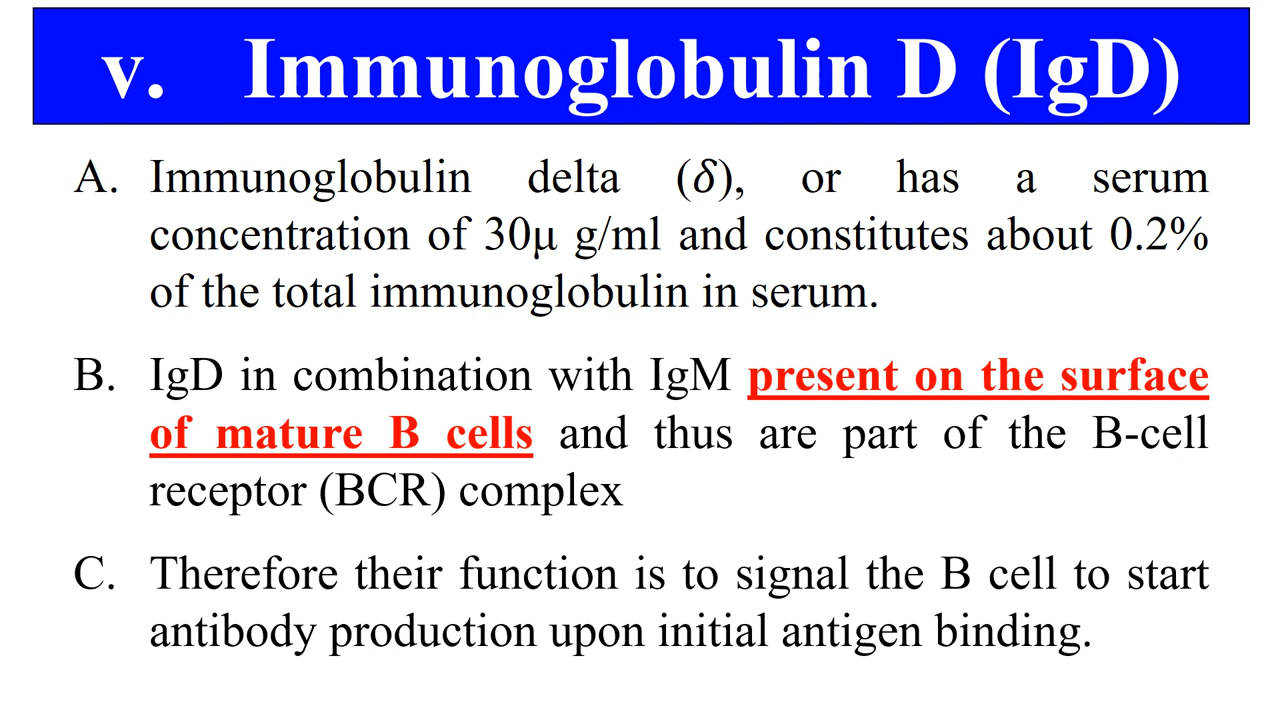 v. Immunoglobulin D (IgD)
A. Immunoglobulin delta (δ), or has a serum
concentration of 30μ g/ml and constitutes about 0.2%
of the total immunoglobulin in serum.
B. IgD in combination with IgM present on the surface
of mature B cells and thus are part of the B-cell
receptor (BCR) complex
C. Therefore their function is to signal the B cell to start
antibody production upon initial antigen binding.